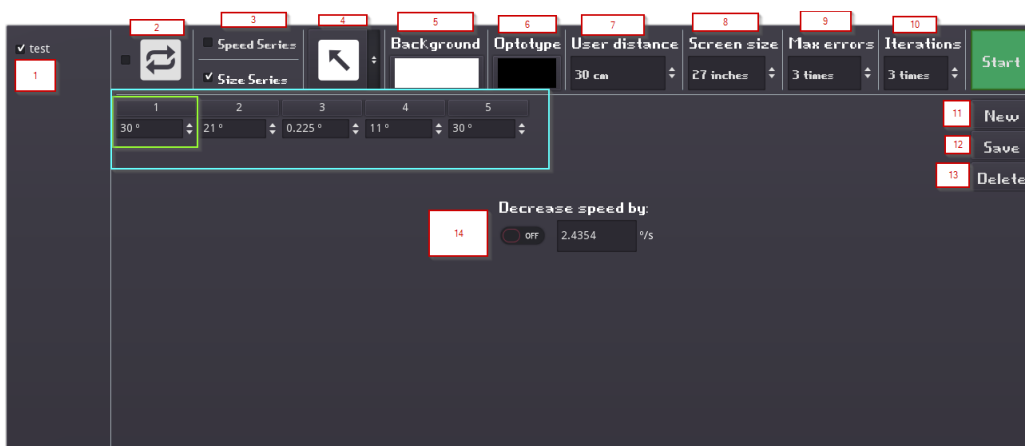 2
3
4
5
6
7
8
9
10
test
1
Speed Series
Size Series
Background
Optotype
User distance
30 cm
Screen size
27 inches
Max errors
3 times
Iterations
3 times
Start
1 2 3 4 5
30 ° 21 ° 0.225 ° 11 ° 30 °
11 New
12 Save
13 Delete
14
Decrease speed by:
OFF 2.4354 °/s